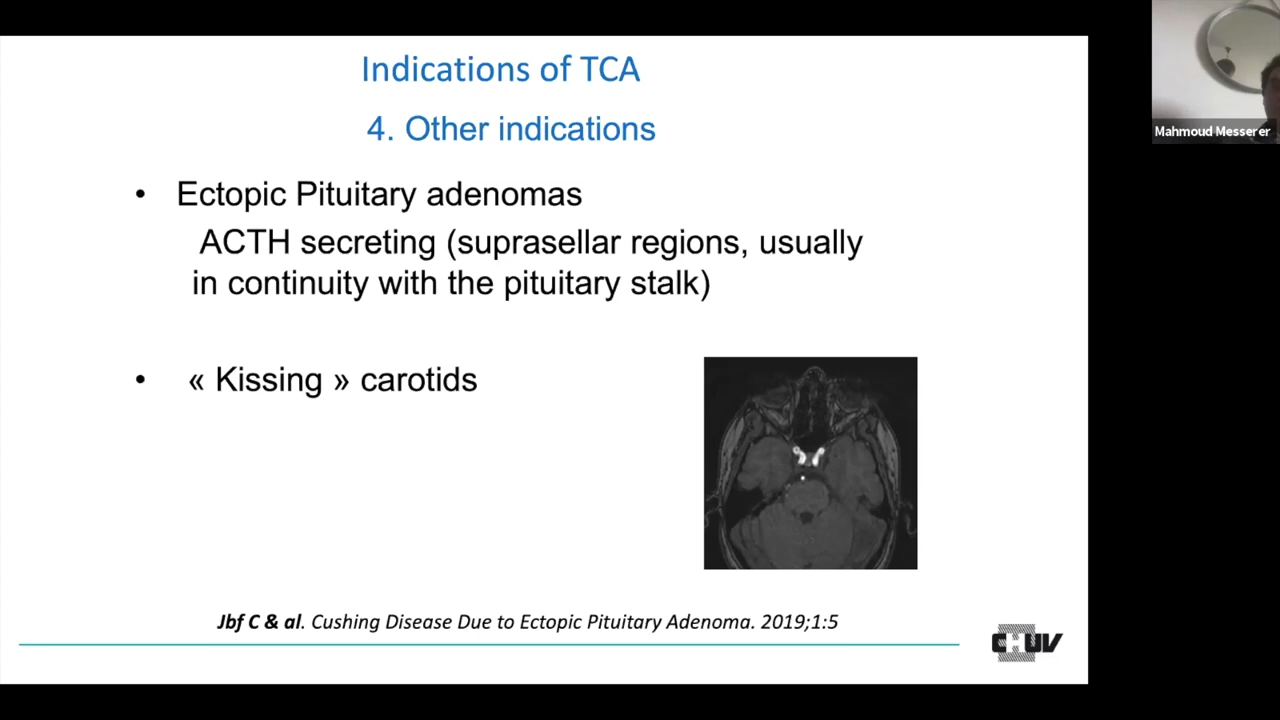 Indications of TCA
4. Other indications
• Ectopic Pituitary adenomas
ACTH secreting (suprasellar regions, usually
in continuity with the pituitary stalk)
• « Kissing » carotids
Jbf C & al. Cushing Disease Due to Ectopic Pituitary Adenoma. 2019;1:5
CHUV
Mahmoud Messerer